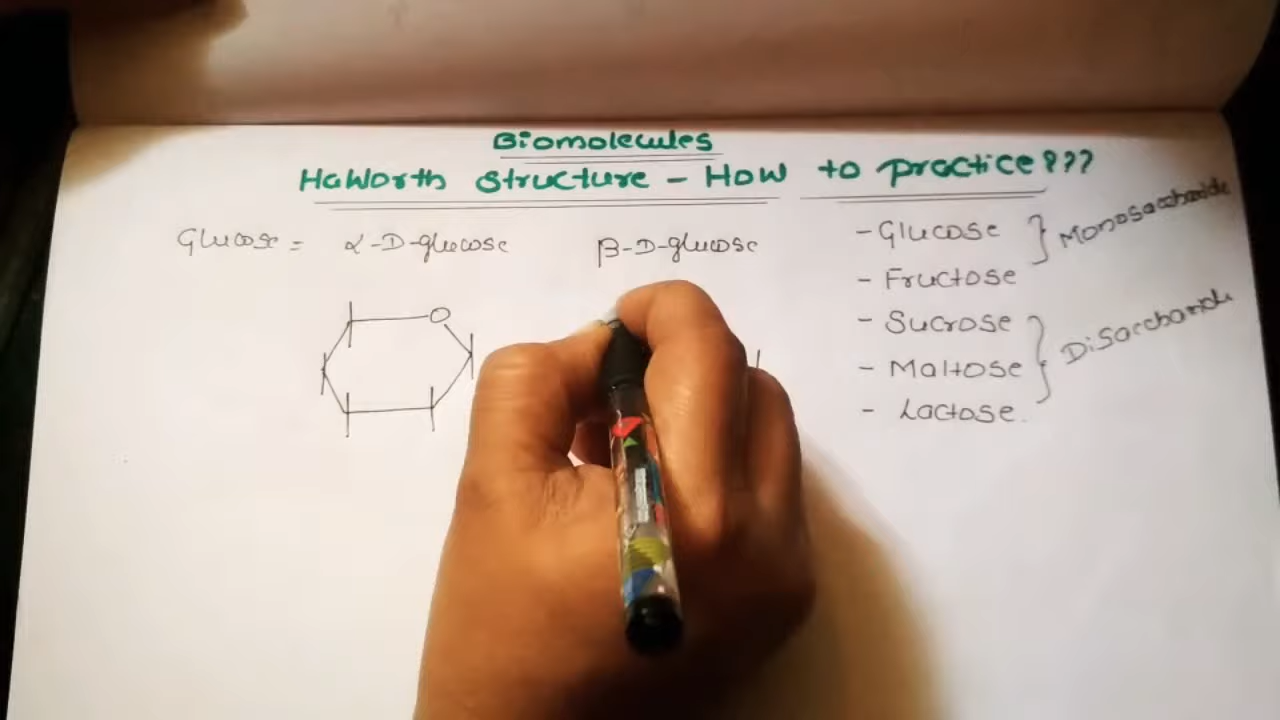 Biomolecules
HaWorth Structure - How to practice???
Glucose = α-D-glucose β-D-glucose
- Glucose } Monosaccharide
- Fructose
- Sucrose } Disaccharide
- Maltose
- Lactose.
O